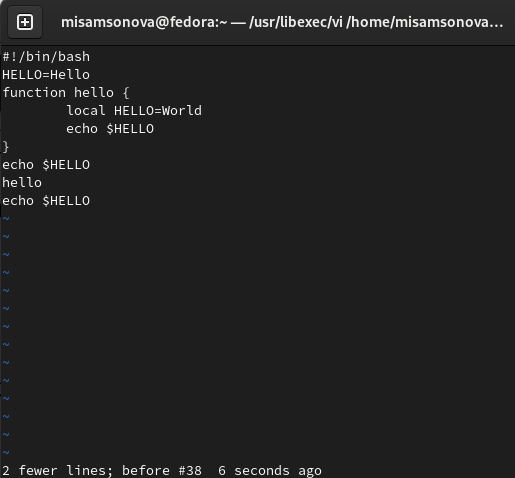 misamsonova@fedora:~ — /usr/libexec/vi /home/misamsonova...
#!/bin/bash
HELLO=Hello
function hello {
        local HELLO=World
        echo $HELLO
}
echo $HELLO
hello
echo $HELLO
~
~
~
~
~
~
~
~
~
~
~
~
~
~
2 fewer lines; before #38  6 seconds ago